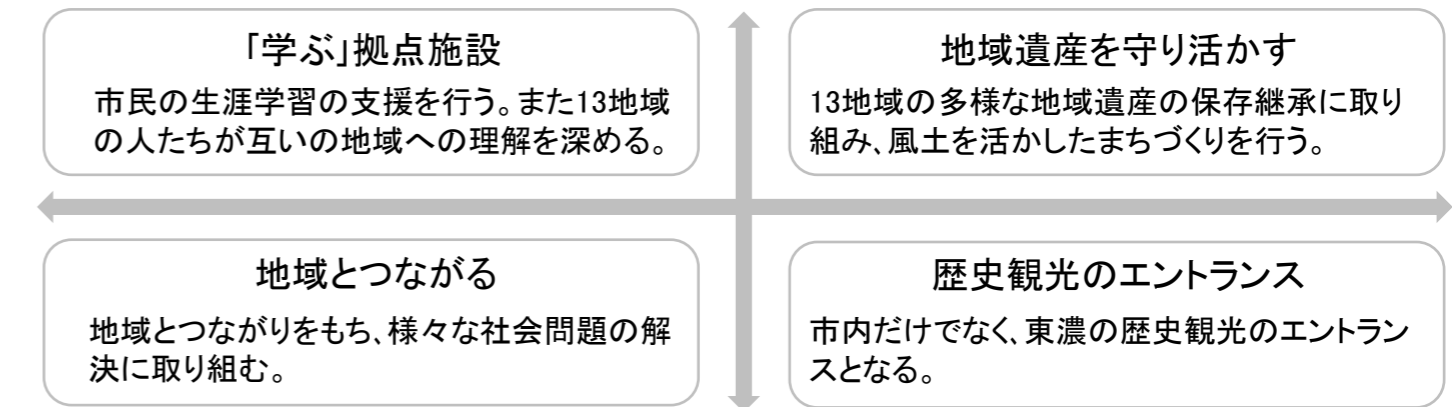 「学ぶ」拠点施設
市民の生涯学習の支援を行う。また13地域
の人たちが互いの地域への理解を深める。
地域遺産を守り活かす
13地域の多様な地域遺産の保存継承に取り
組み、風土を活かしたまちづくりを行う。
地域とつながる
地域とつながりをもち、様々な社会問題の解
決に取り組む。
歴史観光のエントランス
市内だけでなく、東濃の歴史観光のエントラン
スとなる。